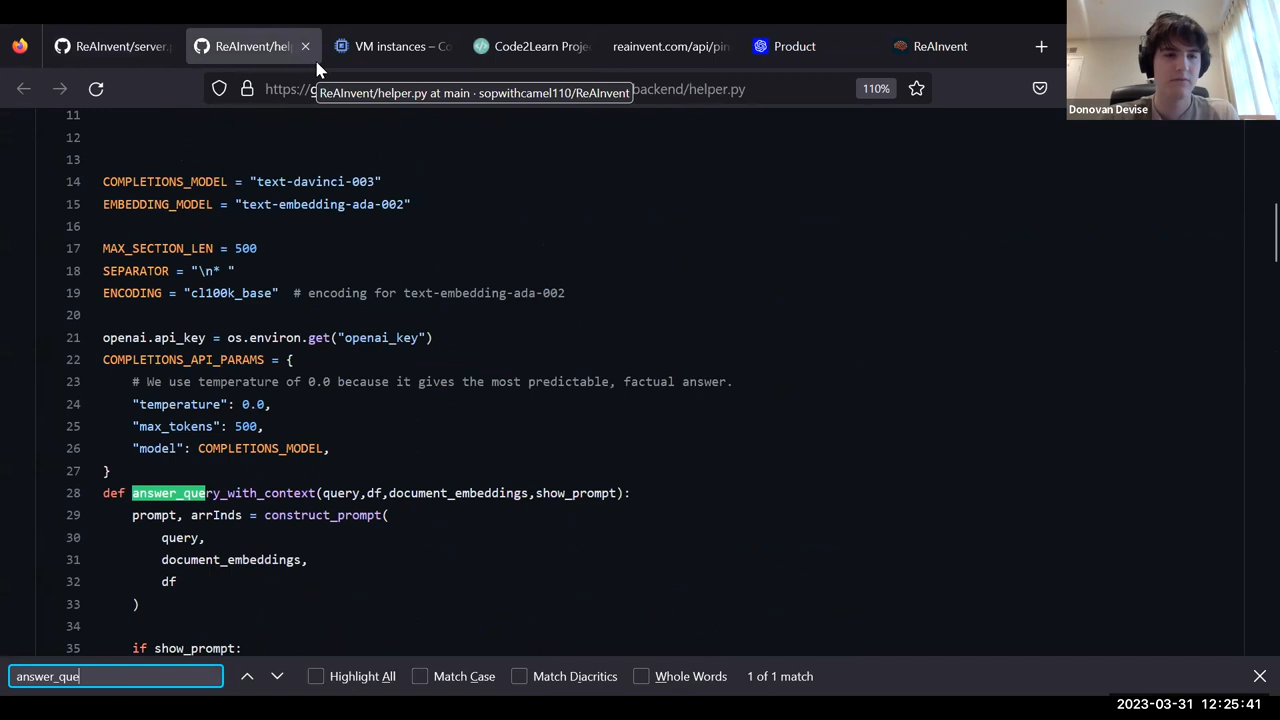 ReAInvent/server.p
ReAInvent/hel
VM instances – Co
Code2Learn Proje
reainvent.com/api/pin
Product
ReAInvent
https://g
backend/helper.py
110%
ReAInvent/helper.py at main · sopwithcamel110/ReAInvent
Donovan Devise
11
12
13
14 COMPLETIONS_MODEL = "text-davinci-003"
15 EMBEDDING_MODEL = "text-embedding-ada-002"
16
17 MAX_SECTION_LEN = 500
18 SEPARATOR = "\n* "
19 ENCODING = "cl100k_base"  # encoding for text-embedding-ada-002
20
21 openai.api_key = os.environ.get("openai_key")
22 COMPLETIONS_API_PARAMS = {
23 # We use temperature of 0.0 because it gives the most predictable, factual answer.
24 "temperature": 0.0,
25 "max_tokens": 500,
26 "model": COMPLETIONS_MODEL,
27 }
28 def answer_query_with_context(query,df,document_embeddings,show_prompt):
29 prompt, arrInds = construct_prompt(
30 query,
31 document_embeddings,
32 df
33 )
34
35 if show_prompt:
answer_que
Highlight All
Match Case
Match Diacritics
Whole Words
1 of 1 match
2023-03-31 12:25:41